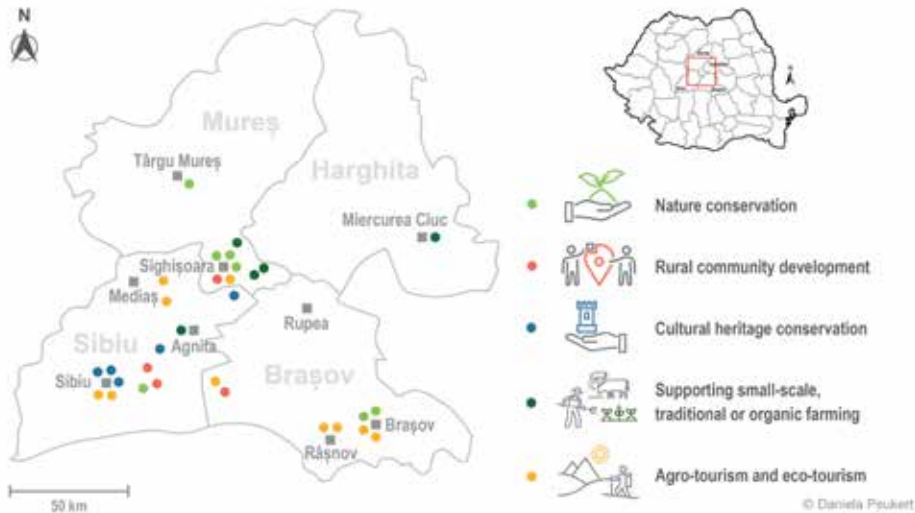 N
Mureș
Târgu Mureș
Harghita
Miercurea Ciuc
Sighișoara
Mediaș
Rupea
Sibiu
Agnita
Brașov
Sibiu
Brașov
Râșnov
50 km
Nature conservation
Rural community development
Cultural heritage conservation
Supporting small-scale,
traditional or organic farming
Agro-tourism and eco-tourism
© Daniela Peukert